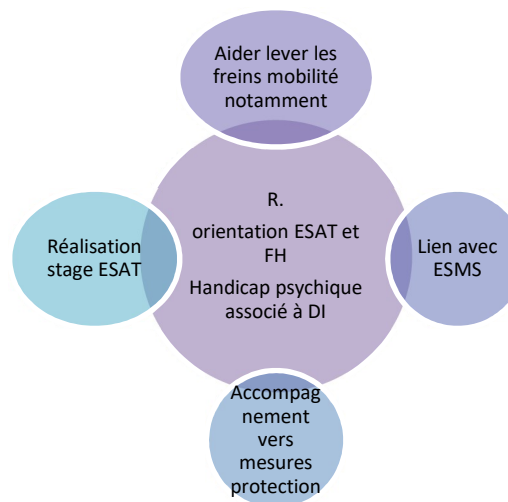 Aider lever les
freins mobilité
notamment
R.
orientation ESAT et
FH
Handicap psychique
associé à DI
Réalisation
stage ESAT
Lien avec
ESMS
Accompag
nement
vers
mesures
protection